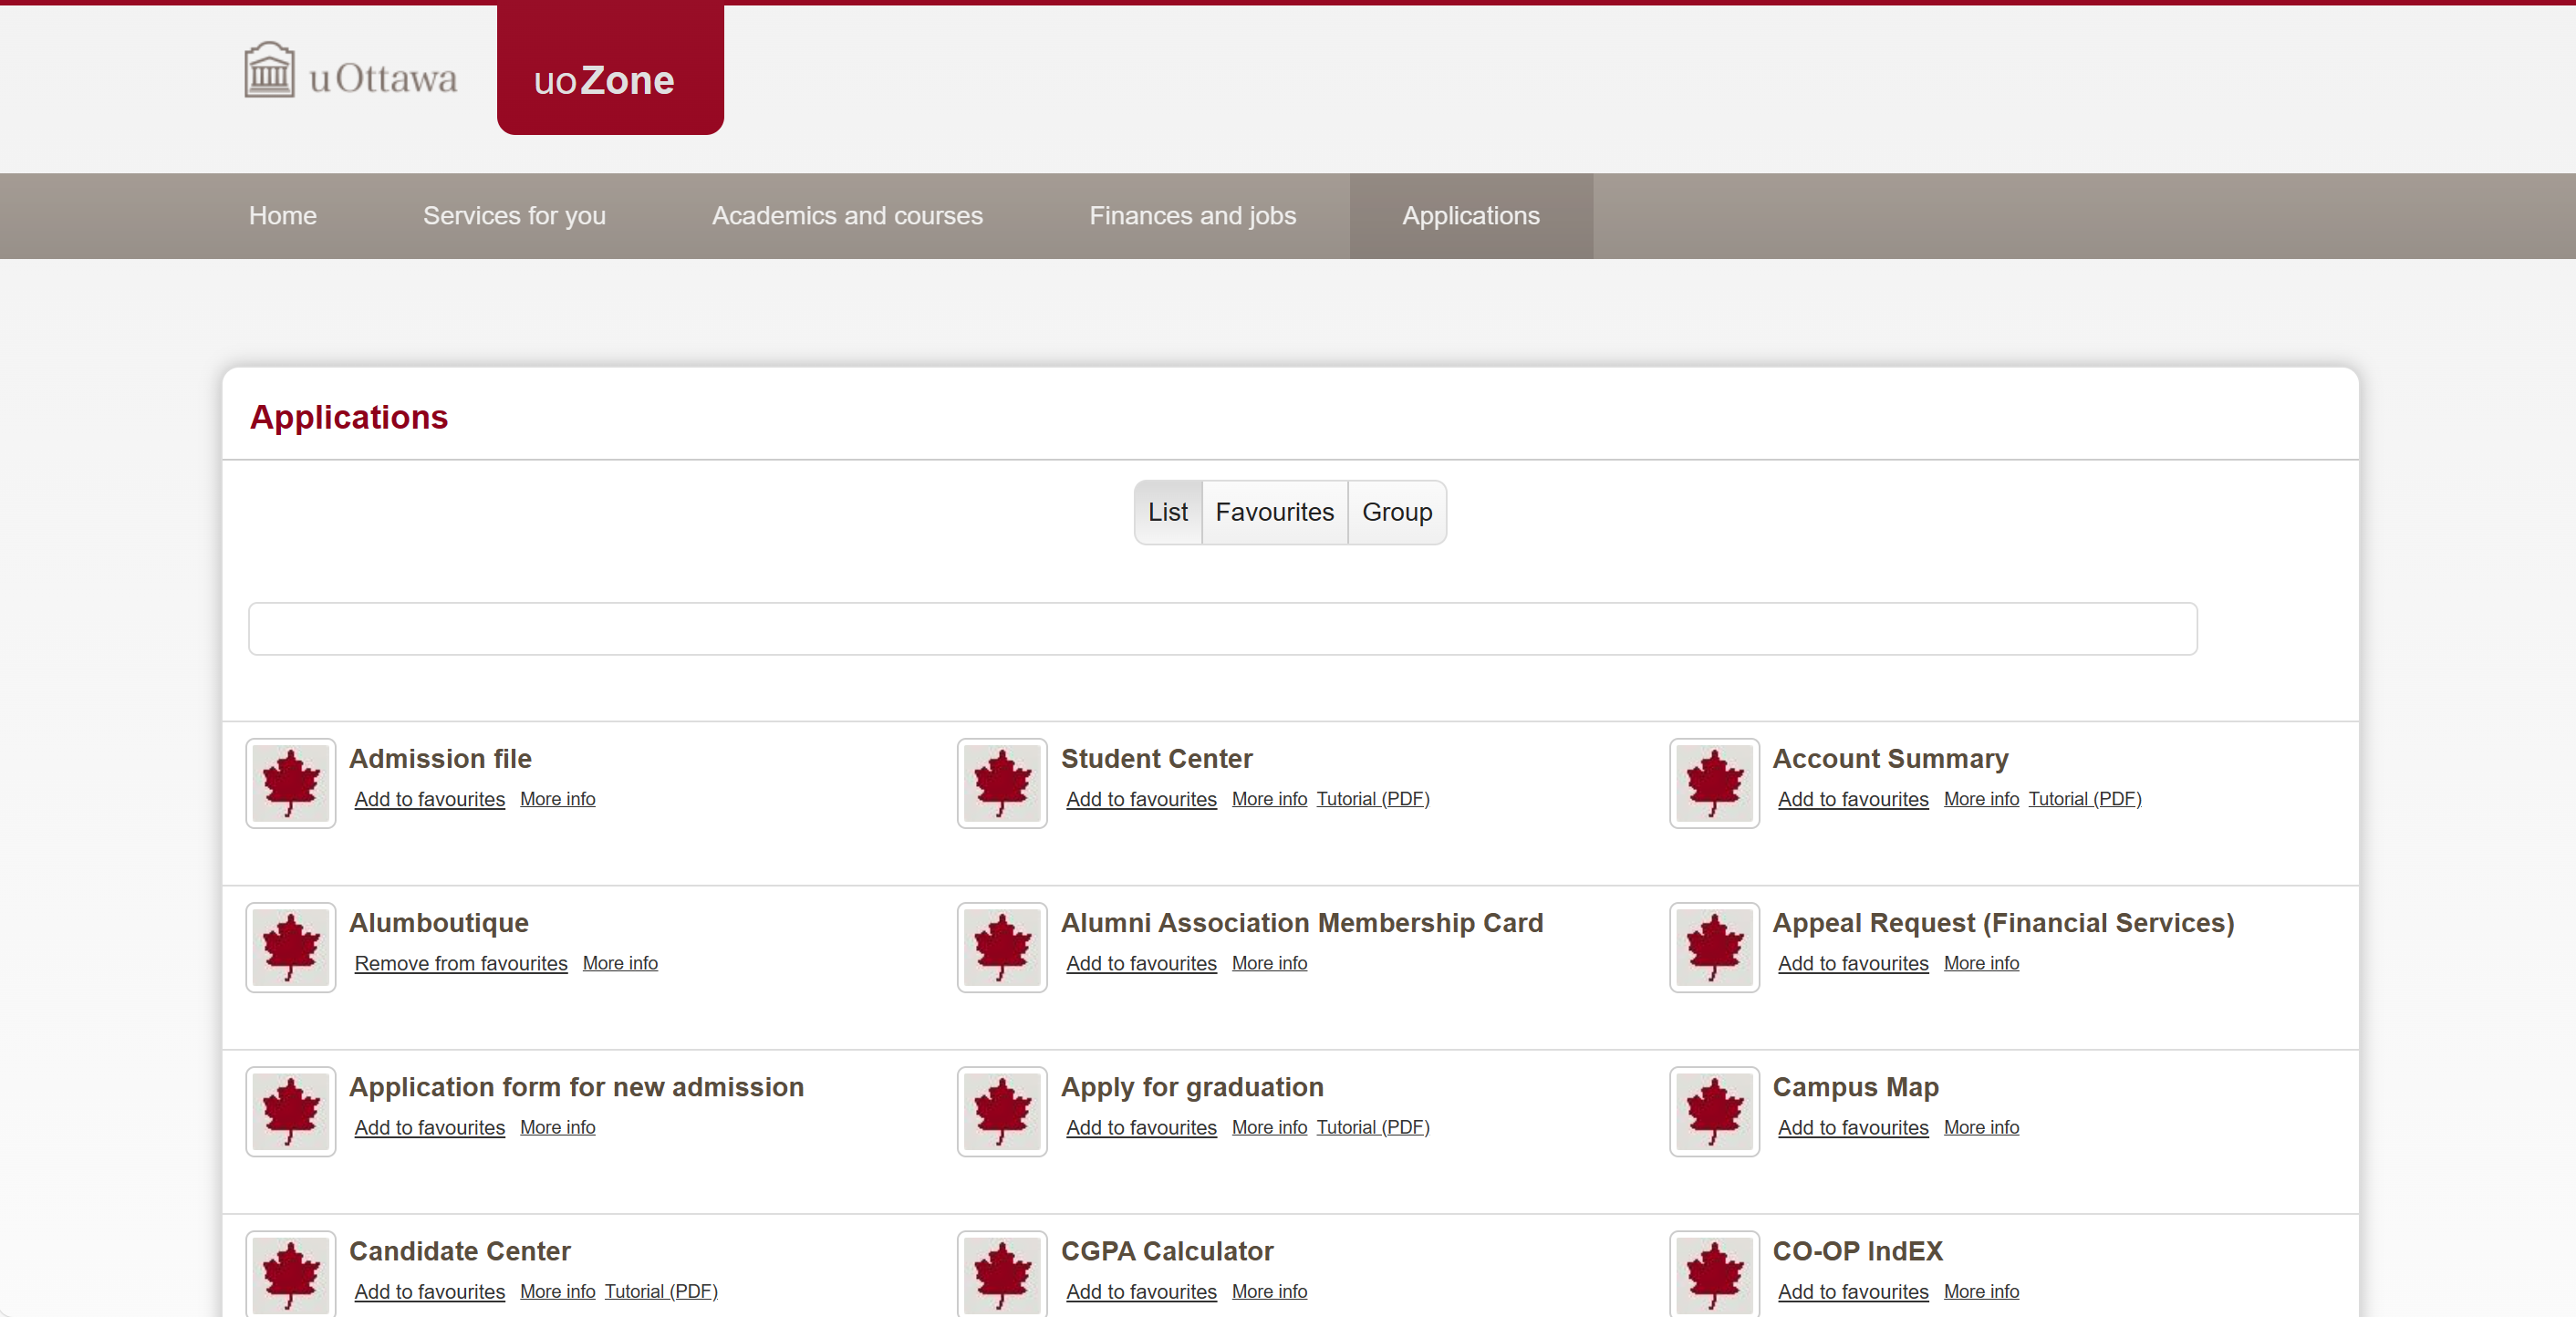 uOttawa
uoZone
Home Services for you Academics and courses Finances and jobs Applications
Applications
List Favourites Group
Admission file Student Center Account Summary
Add to favourites More info Add to favourites More info Tutorial (PDF) Add to favourites More info Tutorial (PDF)
Alumboutique Alumni Association Membership Card Appeal Request (Financial Services)
Remove from favourites More info Add to favourites More info Add to favourites More info
Application form for new admission Apply for graduation Campus Map
Add to favourites More info Add to favourites More info Tutorial (PDF) Add to favourites More info
Candidate Center CGPA Calculator CO-OP IndEX
Add to favourites More info Tutorial (PDF) Add to favourites More info Add to favourites More info